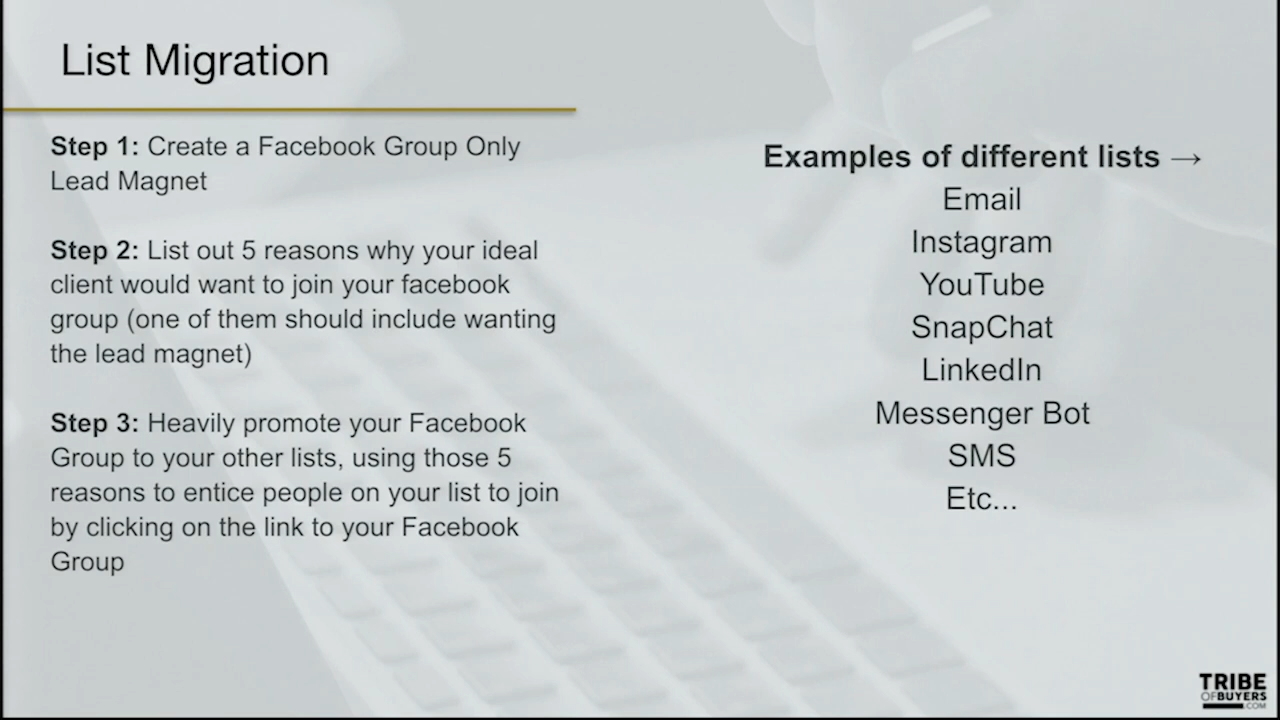 List Migration
Step 1: Create a Facebook Group Only
Lead Magnet
Step 2: List out 5 reasons why your ideal
client would want to join your facebook
group (one of them should include wanting
the lead magnet)
Step 3: Heavily promote your Facebook
Group to your other lists, using those 5
reasons to entice people on your list to join
by clicking on the link to your Facebook
Group
Examples of different lists →
Email
Instagram
YouTube
SnapChat
LinkedIn
Messenger Bot
SMS
Etc...
TRIBE
OF BUYERS
.COM